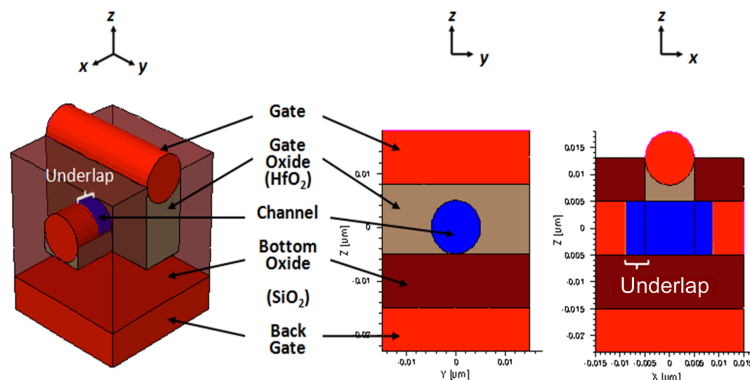 z
x
y
z
y
z
x
Gate
Gate
Oxide
(HfO₂)
Channel
Bottom
Oxide
(SiO₂)
Back
Gate
Underlap
0.01
0
-0.01
-0.02
Z [um]
-0.01
0
0.01
Y [um]
0.015
0.01
0.005
0
-0.005
-0.01
-0.015
-0.02
Z [um]
Underlap
-0.015
-0.01
-0.005
0
0.005
0.01
0.015
X [um]